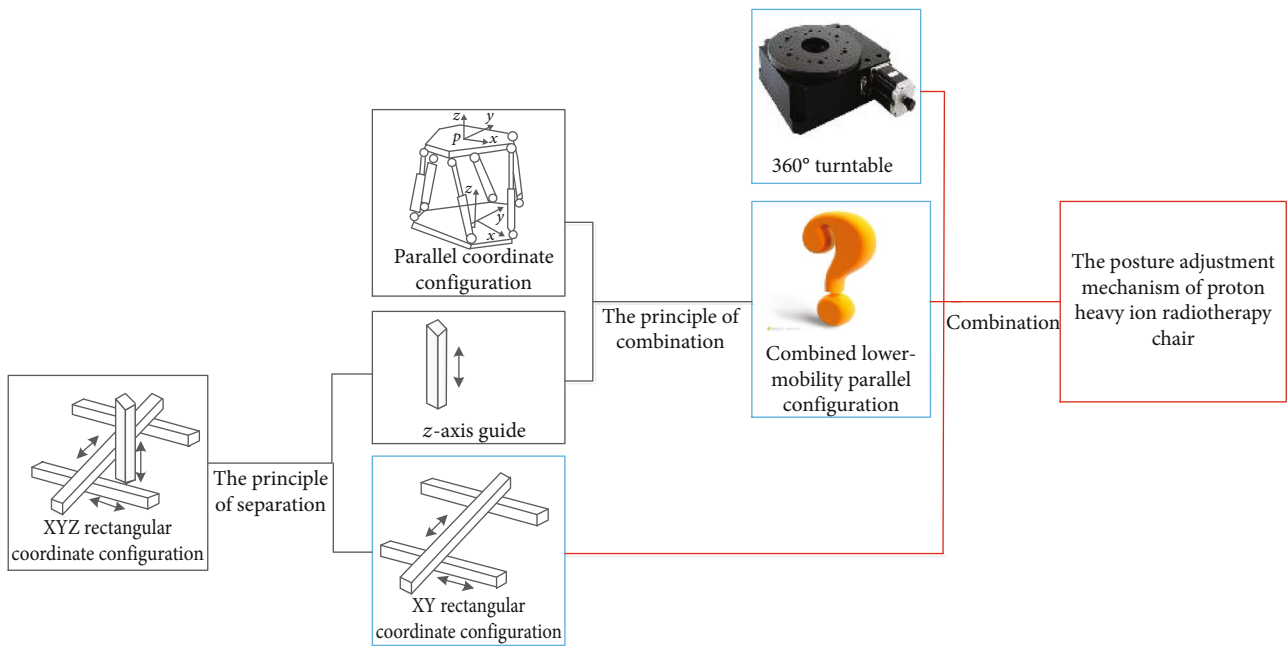 360° turntable
z
y
p
x
z
y
x
Parallel coordinate
configuration
The principle of
combination
Combined lower-
mobility parallel
configuration
Combination
The posture adjustment
mechanism of proton
heavy ion radiotherapy
chair
z-axis guide
XYZ rectangular
coordinate configuration
The principle
of separation
XY rectangular
coordinate configuration